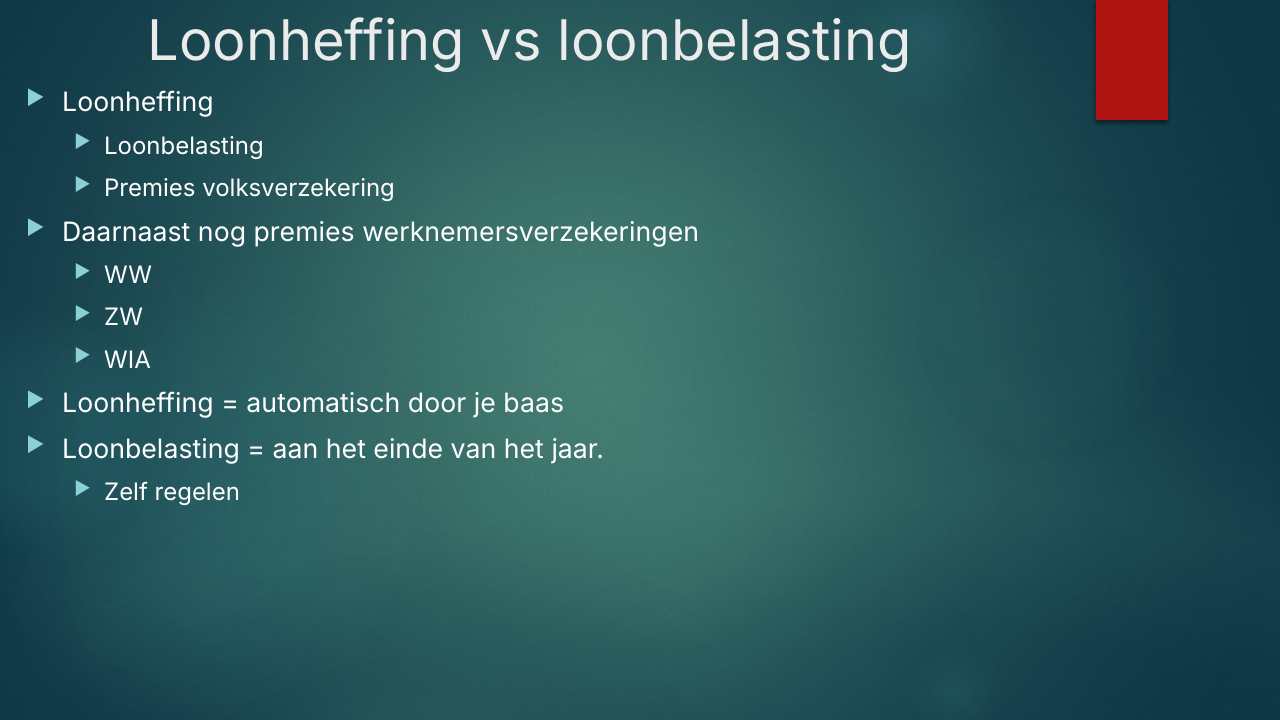 Loonheffing vs loonbelasting
Loonheffing
Loonbelasting
Premies volksverzekering
Daarnaast nog premies werknemersverzekeringen
WW
ZW
WIA
Loonheffing = automatisch door je baas
Loonbelasting = aan het einde van het jaar.
Zelf regelen